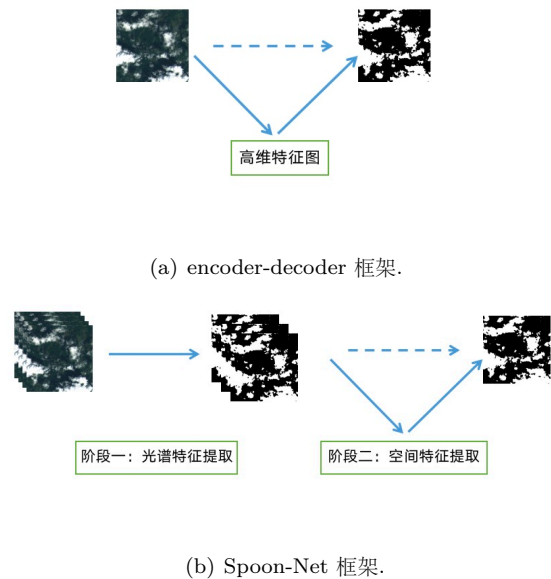 高维特征图
(a) encoder-decoder 框架.
阶段一：光谱特征提取
阶段二：空间特征提取
(b) Spoon-Net 框架.